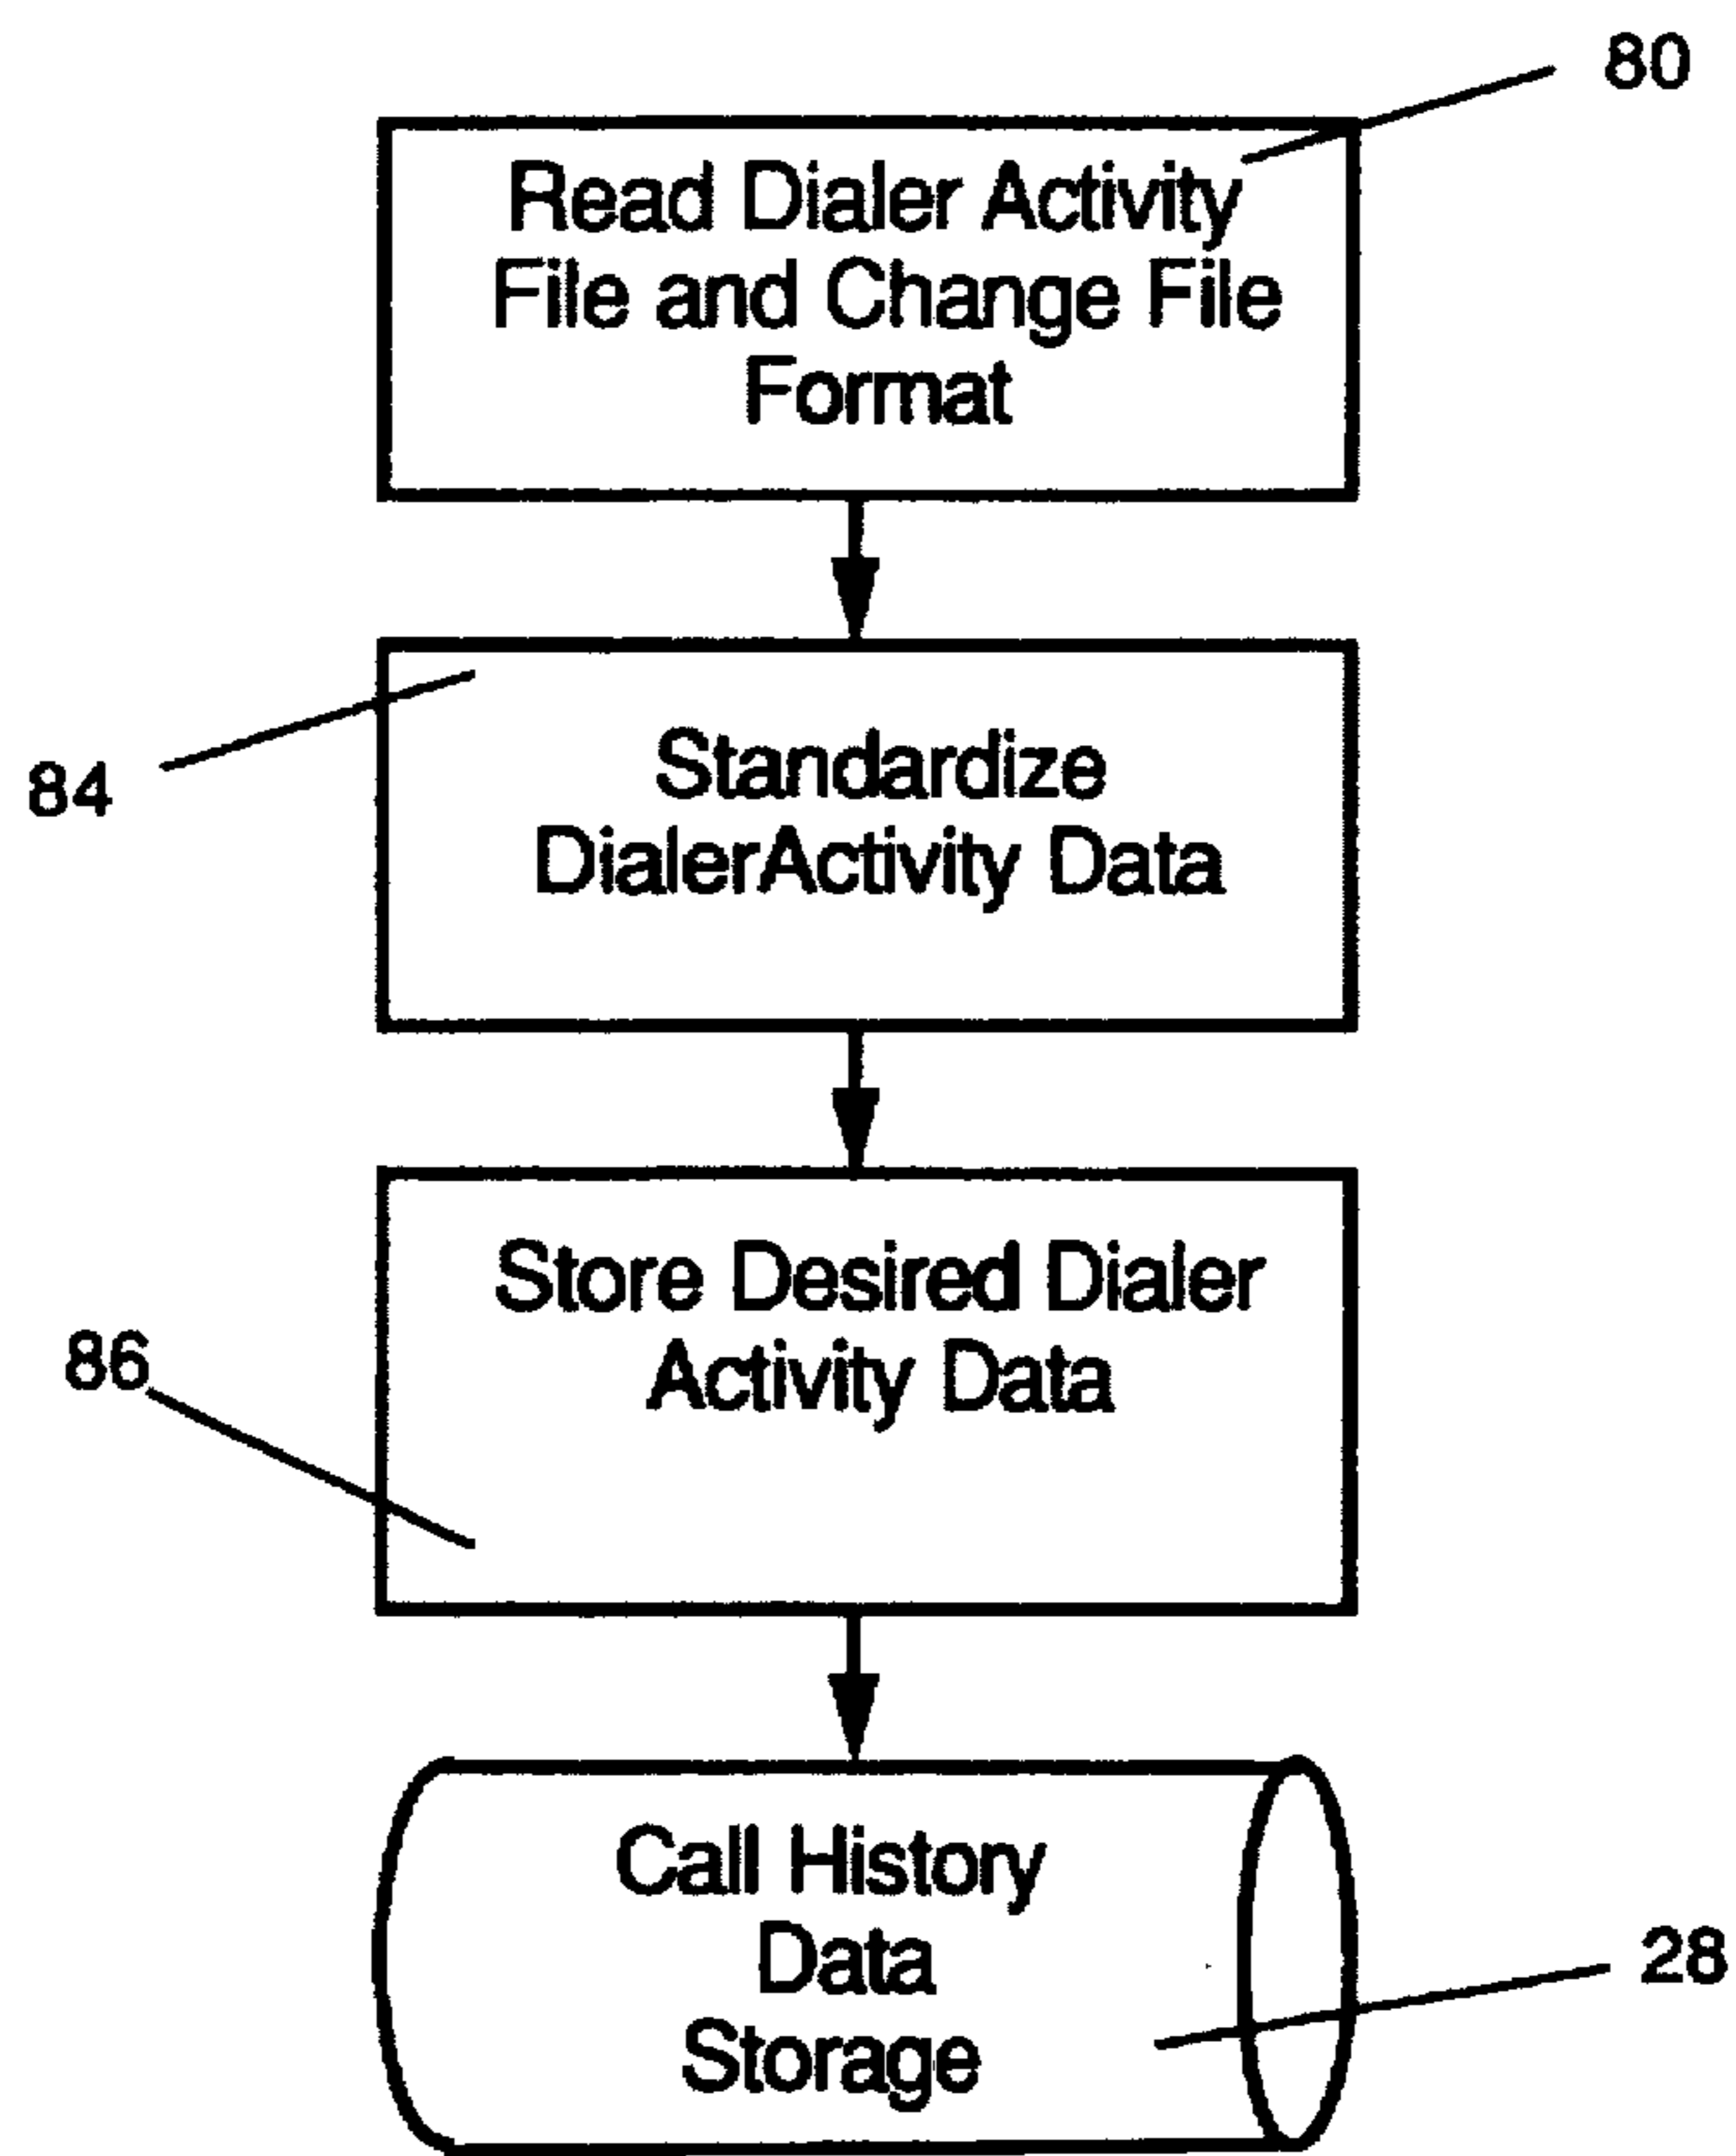 80
Read Dialer Activity
File and Change File
Format
84
Standardize
DialerActivity Data
Store Desired Dialer
Activity Data
86
Call History
Data
Storage
28